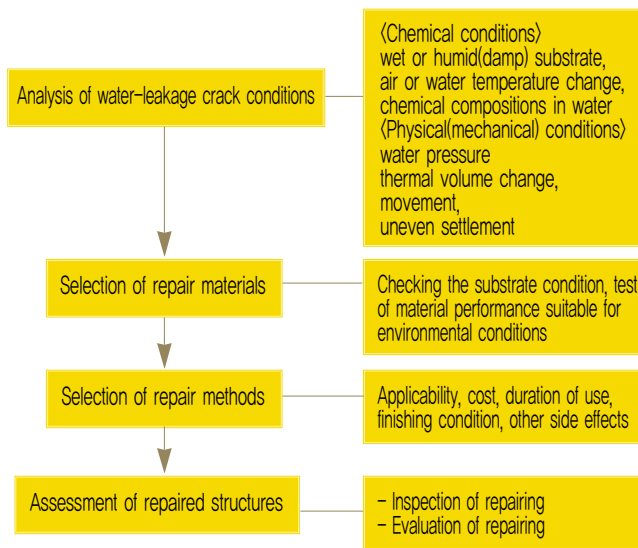 Analysis of water-leakage crack conditions
〈Chemical conditions〉
wet or humid(damp) substrate,
air or water temperature change,
chemical compositions in water
〈Physical(mechanical) conditions〉
water pressure
thermal volume change,
movement,
uneven settlement
Selection of repair materials
Checking the substrate condition, test
of material performance suitable for
environmental conditions
Selection of repair methods
Applicability, cost, duration of use,
finishing condition, other side effects
Assessment of repaired structures
- Inspection of repairing
- Evaluation of repairing